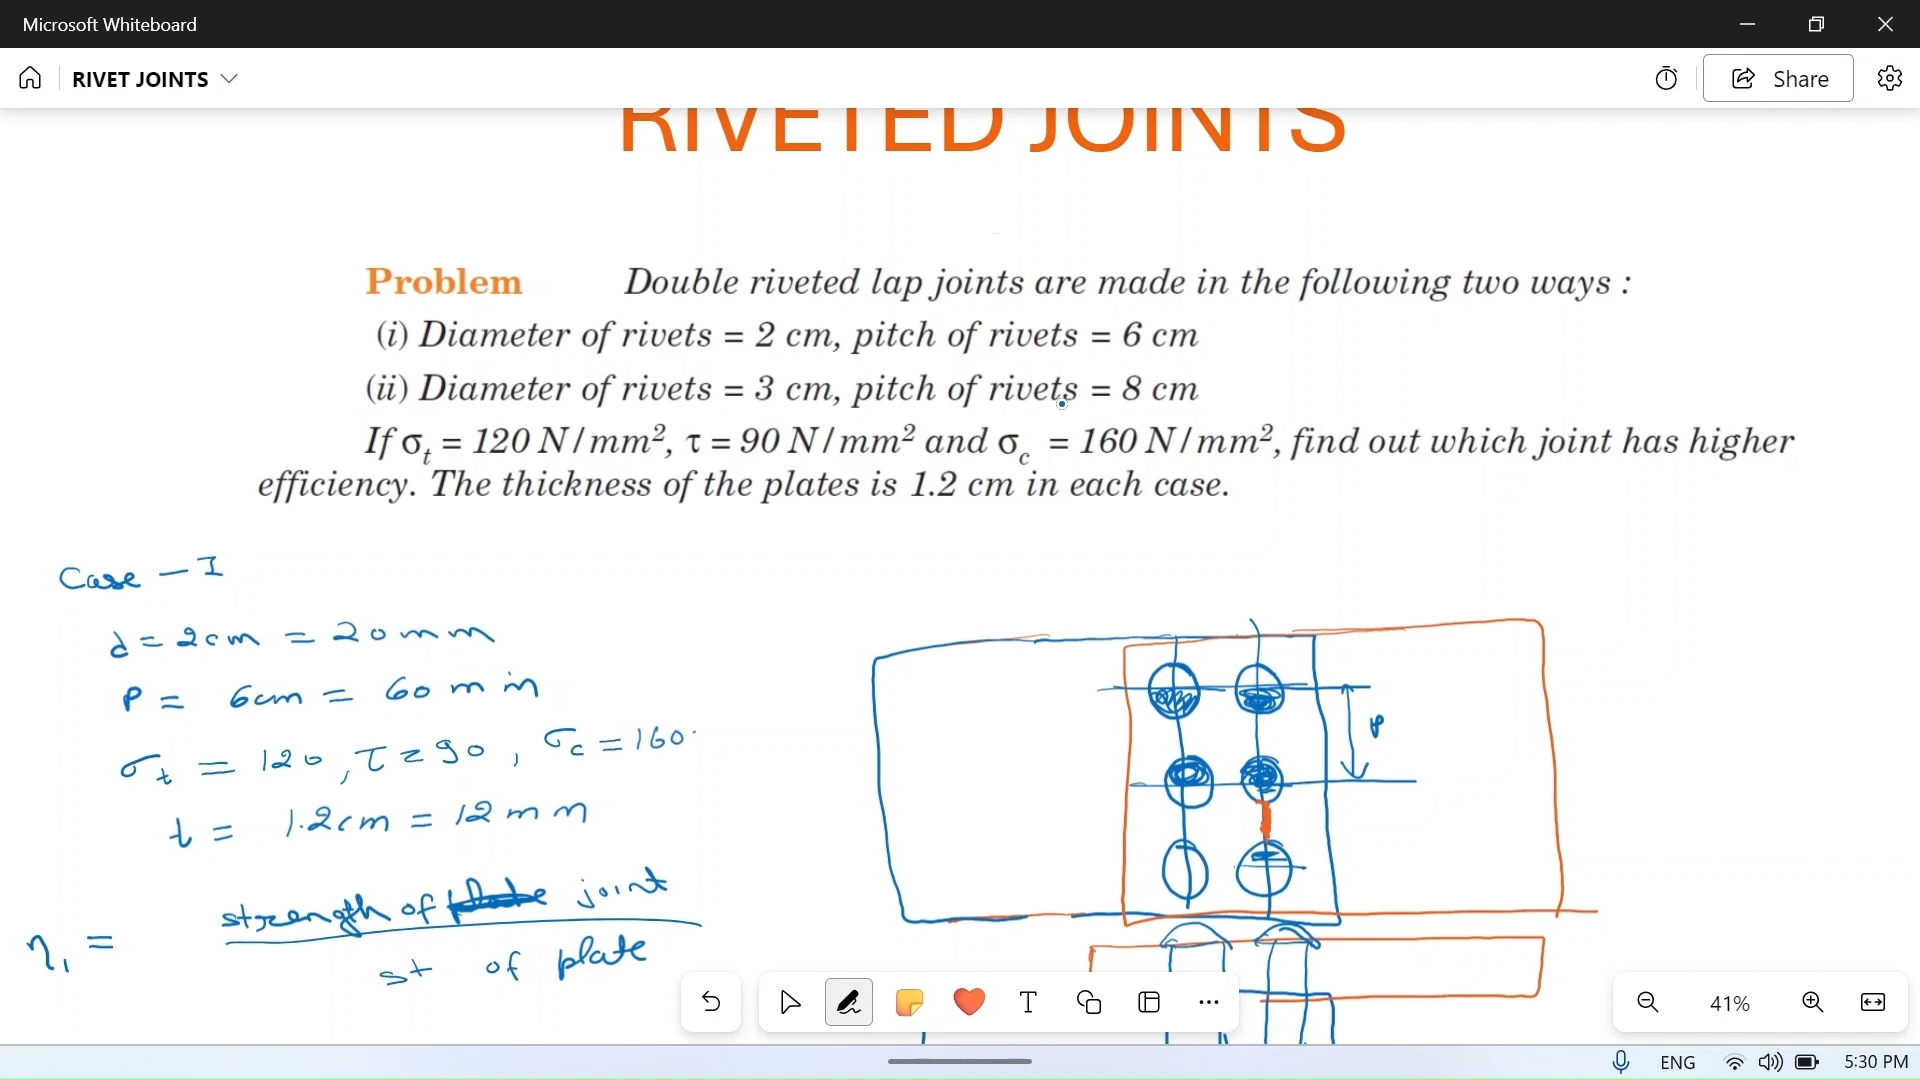 Microsoft Whiteboard
RIVET JOINTS
Share
RIVETED JOINTS
Problem Double riveted lap joints are made in the following two ways :
(i) Diameter of rivets = 2 cm, pitch of rivets = 6 cm
(ii) Diameter of rivets = 3 cm, pitch of rivets = 8 cm
If σt = 120 N/mm², τ = 90 N/mm² and σc = 160 N/mm², find out which joint has higher
efficiency. The thickness of the plates is 1.2 cm in each case.
Case - I
d = 2cm = 20mm
P = 6cm = 60mm
σt = 120, τ = 90, σc = 160
t = 1.2cm = 12mm
strength of joint
η1 =
st of plate
P
T
41%
ENG
5:30 PM